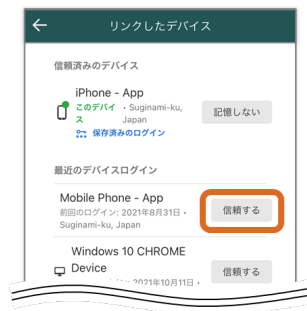 リンクしたデバイス
信頼済みのデバイス
iPhone - App
このデバイス ・ Suginami-ku, Japan
記憶しない
保存済みのログイン
最近のデバイスログイン
Mobile Phone - App
前回のログイン: 2021年8月31日・
Suginami-ku, Japan
信頼する
Windows 10 CHROME
Device
2021年10月11日・
信頼する